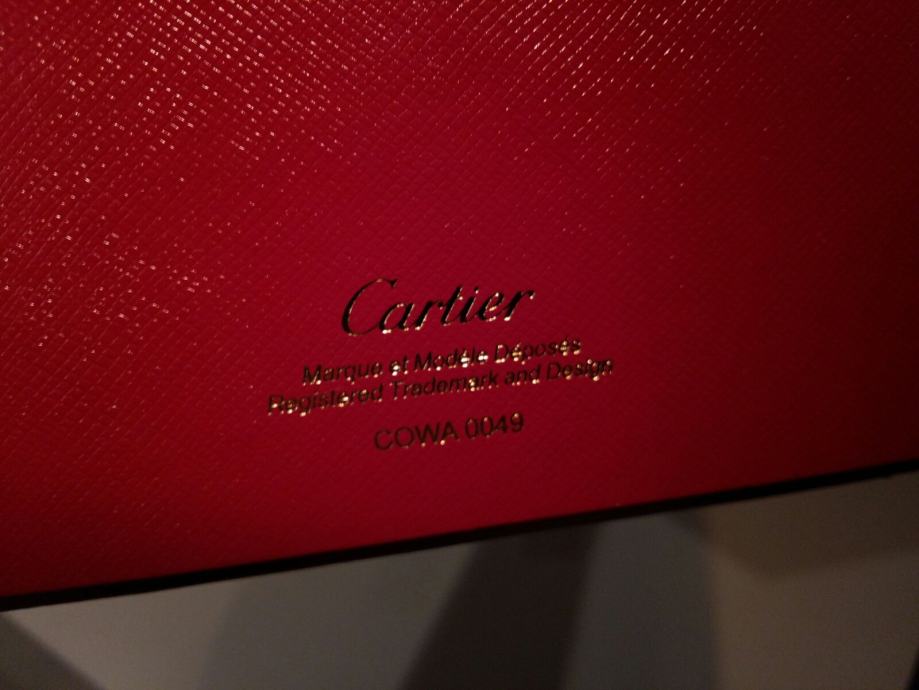 Cartier
Marque et Modèle Déposés
Registered Trademark and Design
COWA 0049